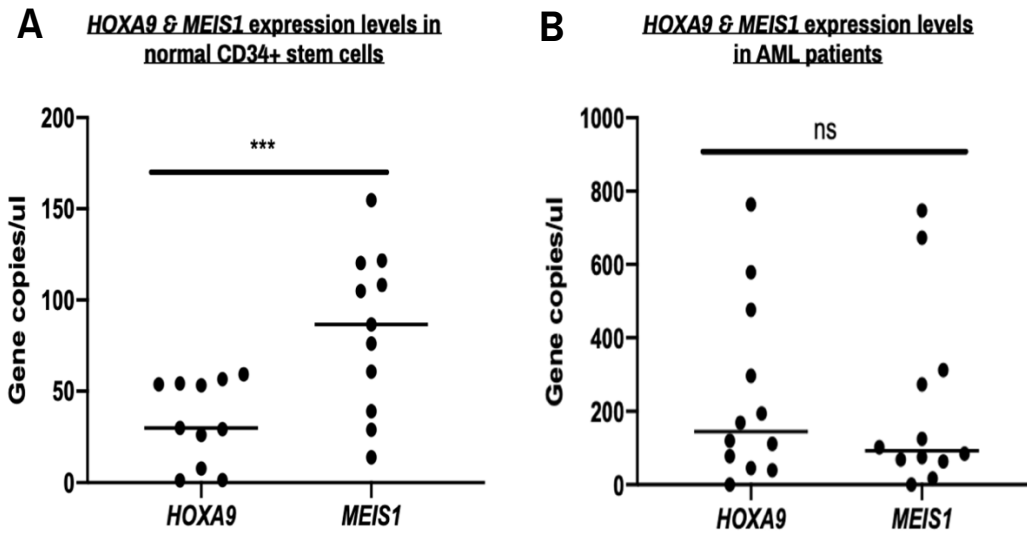 A
HOXA9 & MEIS1 expression levels in
normal CD34+ stem cells
200
150
100
50
0
Gene copies/ul
***
HOXA9
MEIS1
B
HOXA9 & MEIS1 expression levels
in AML patients
1000
800
600
400
200
0
Gene copies/ul
ns
HOXA9
MEIS1